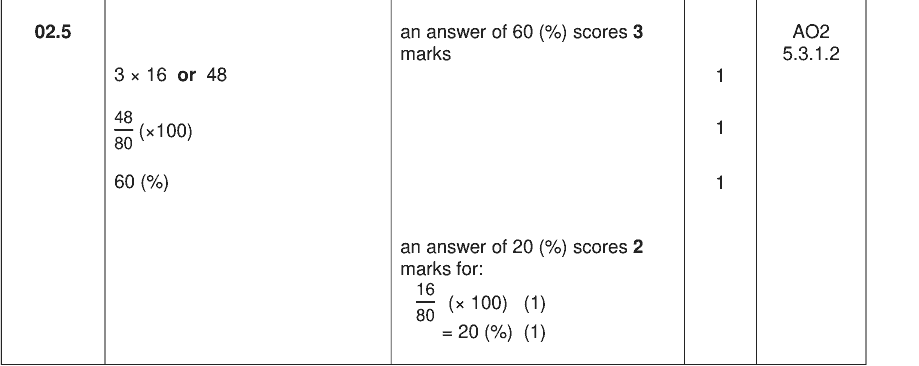 02.5
an answer of 60 (%) scores 3
marks
AO2
5.3.1.2
3 × 16 or 48
1
48
80
(×100)
1
60 (%)
1
an answer of 20 (%) scores 2
marks for:
16
80
(× 100) (1)
= 20 (%) (1)